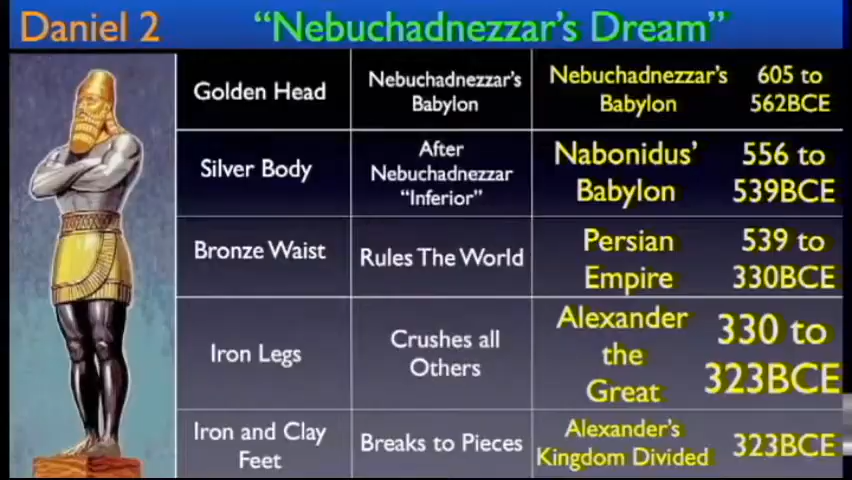 Daniel 2 “Nebuchadnezzar’s Dream”
Golden Head
Nebuchadnezzar’s
Babylon
Nebuchadnezzar’s
Babylon
605 to
562BCE
Silver Body
After
Nebuchadnezzar
“Inferior”
Nabonidus’
Babylon
556 to
539BCE
Bronze Waist
Rules The World
Persian
Empire
539 to
330BCE
Iron Legs
Crushes all
Others
Alexander
the
Great
330 to
323BCE
Iron and Clay
Feet
Breaks to Pieces
Alexander’s
Kingdom Divided
323BCE